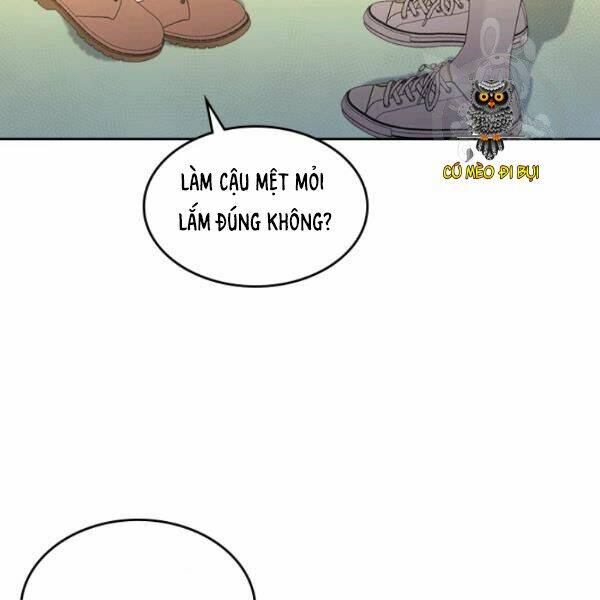 CÚ MÈO ĐI BỤI
LÀM CẬU MỆT MỎI
LẮM ĐÚNG KHÔNG?